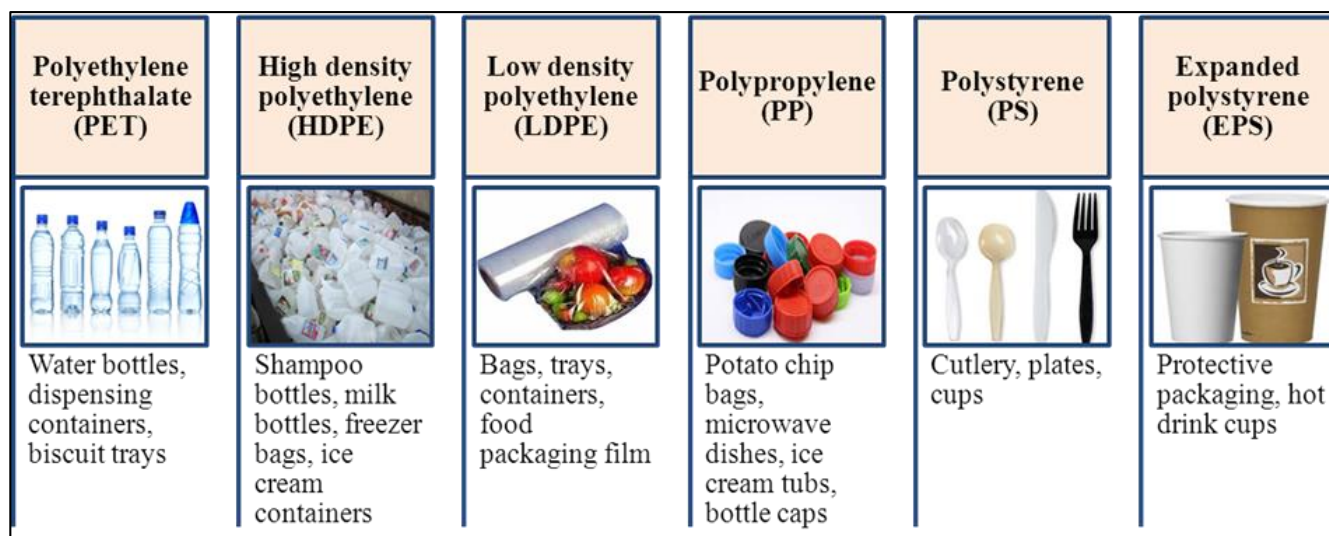 Polyethylene
terephthalate
(PET)
Water bottles,
dispensing
containers,
biscuit trays
High density
polyethylene
(HDPE)
Shampoo
bottles, milk
bottles, freezer
bags, ice
cream
containers
Low density
polyethylene
(LDPE)
Bags, trays,
containers,
food
packaging film
Polypropylene
(PP)
Potato chip
bags,
microwave
dishes, ice
cream tubs,
bottle caps
Polystyrene
(PS)
Cutlery, plates,
cups
Expanded
polystyrene
(EPS)
Protective
packaging, hot
drink cups